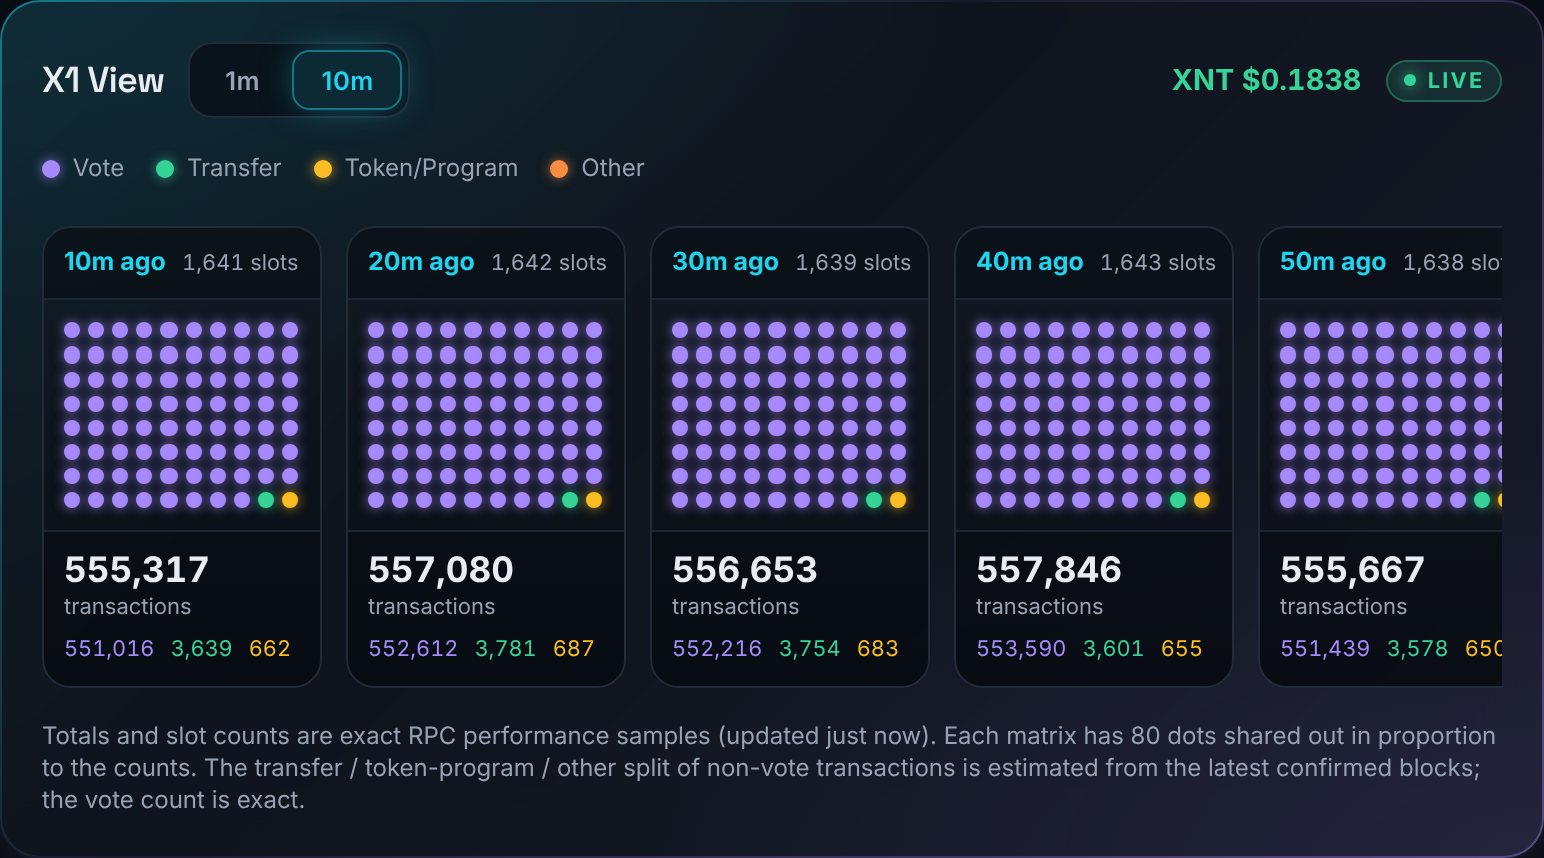 X1 View 1m 10m XNT $0.1838 LIVE
Vote Transfer Token/Program Other
10m ago 1,641 slots
555,317
transactions
551,016 3,639 662
20m ago 1,642 slots
557,080
transactions
552,612 3,781 687
30m ago 1,639 slots
556,653
transactions
552,216 3,754 683
40m ago 1,643 slots
557,846
transactions
553,590 3,601 655
50m ago 1,638
555,667
transactions
551,439 3,578 650
Totals and slot counts are exact RPC performance samples (updated just now). Each matrix has 80 dots shared out in proportion
to the counts. The transfer / token-program / other split of non-vote transactions is estimated from the latest confirmed blocks;
the vote count is exact.